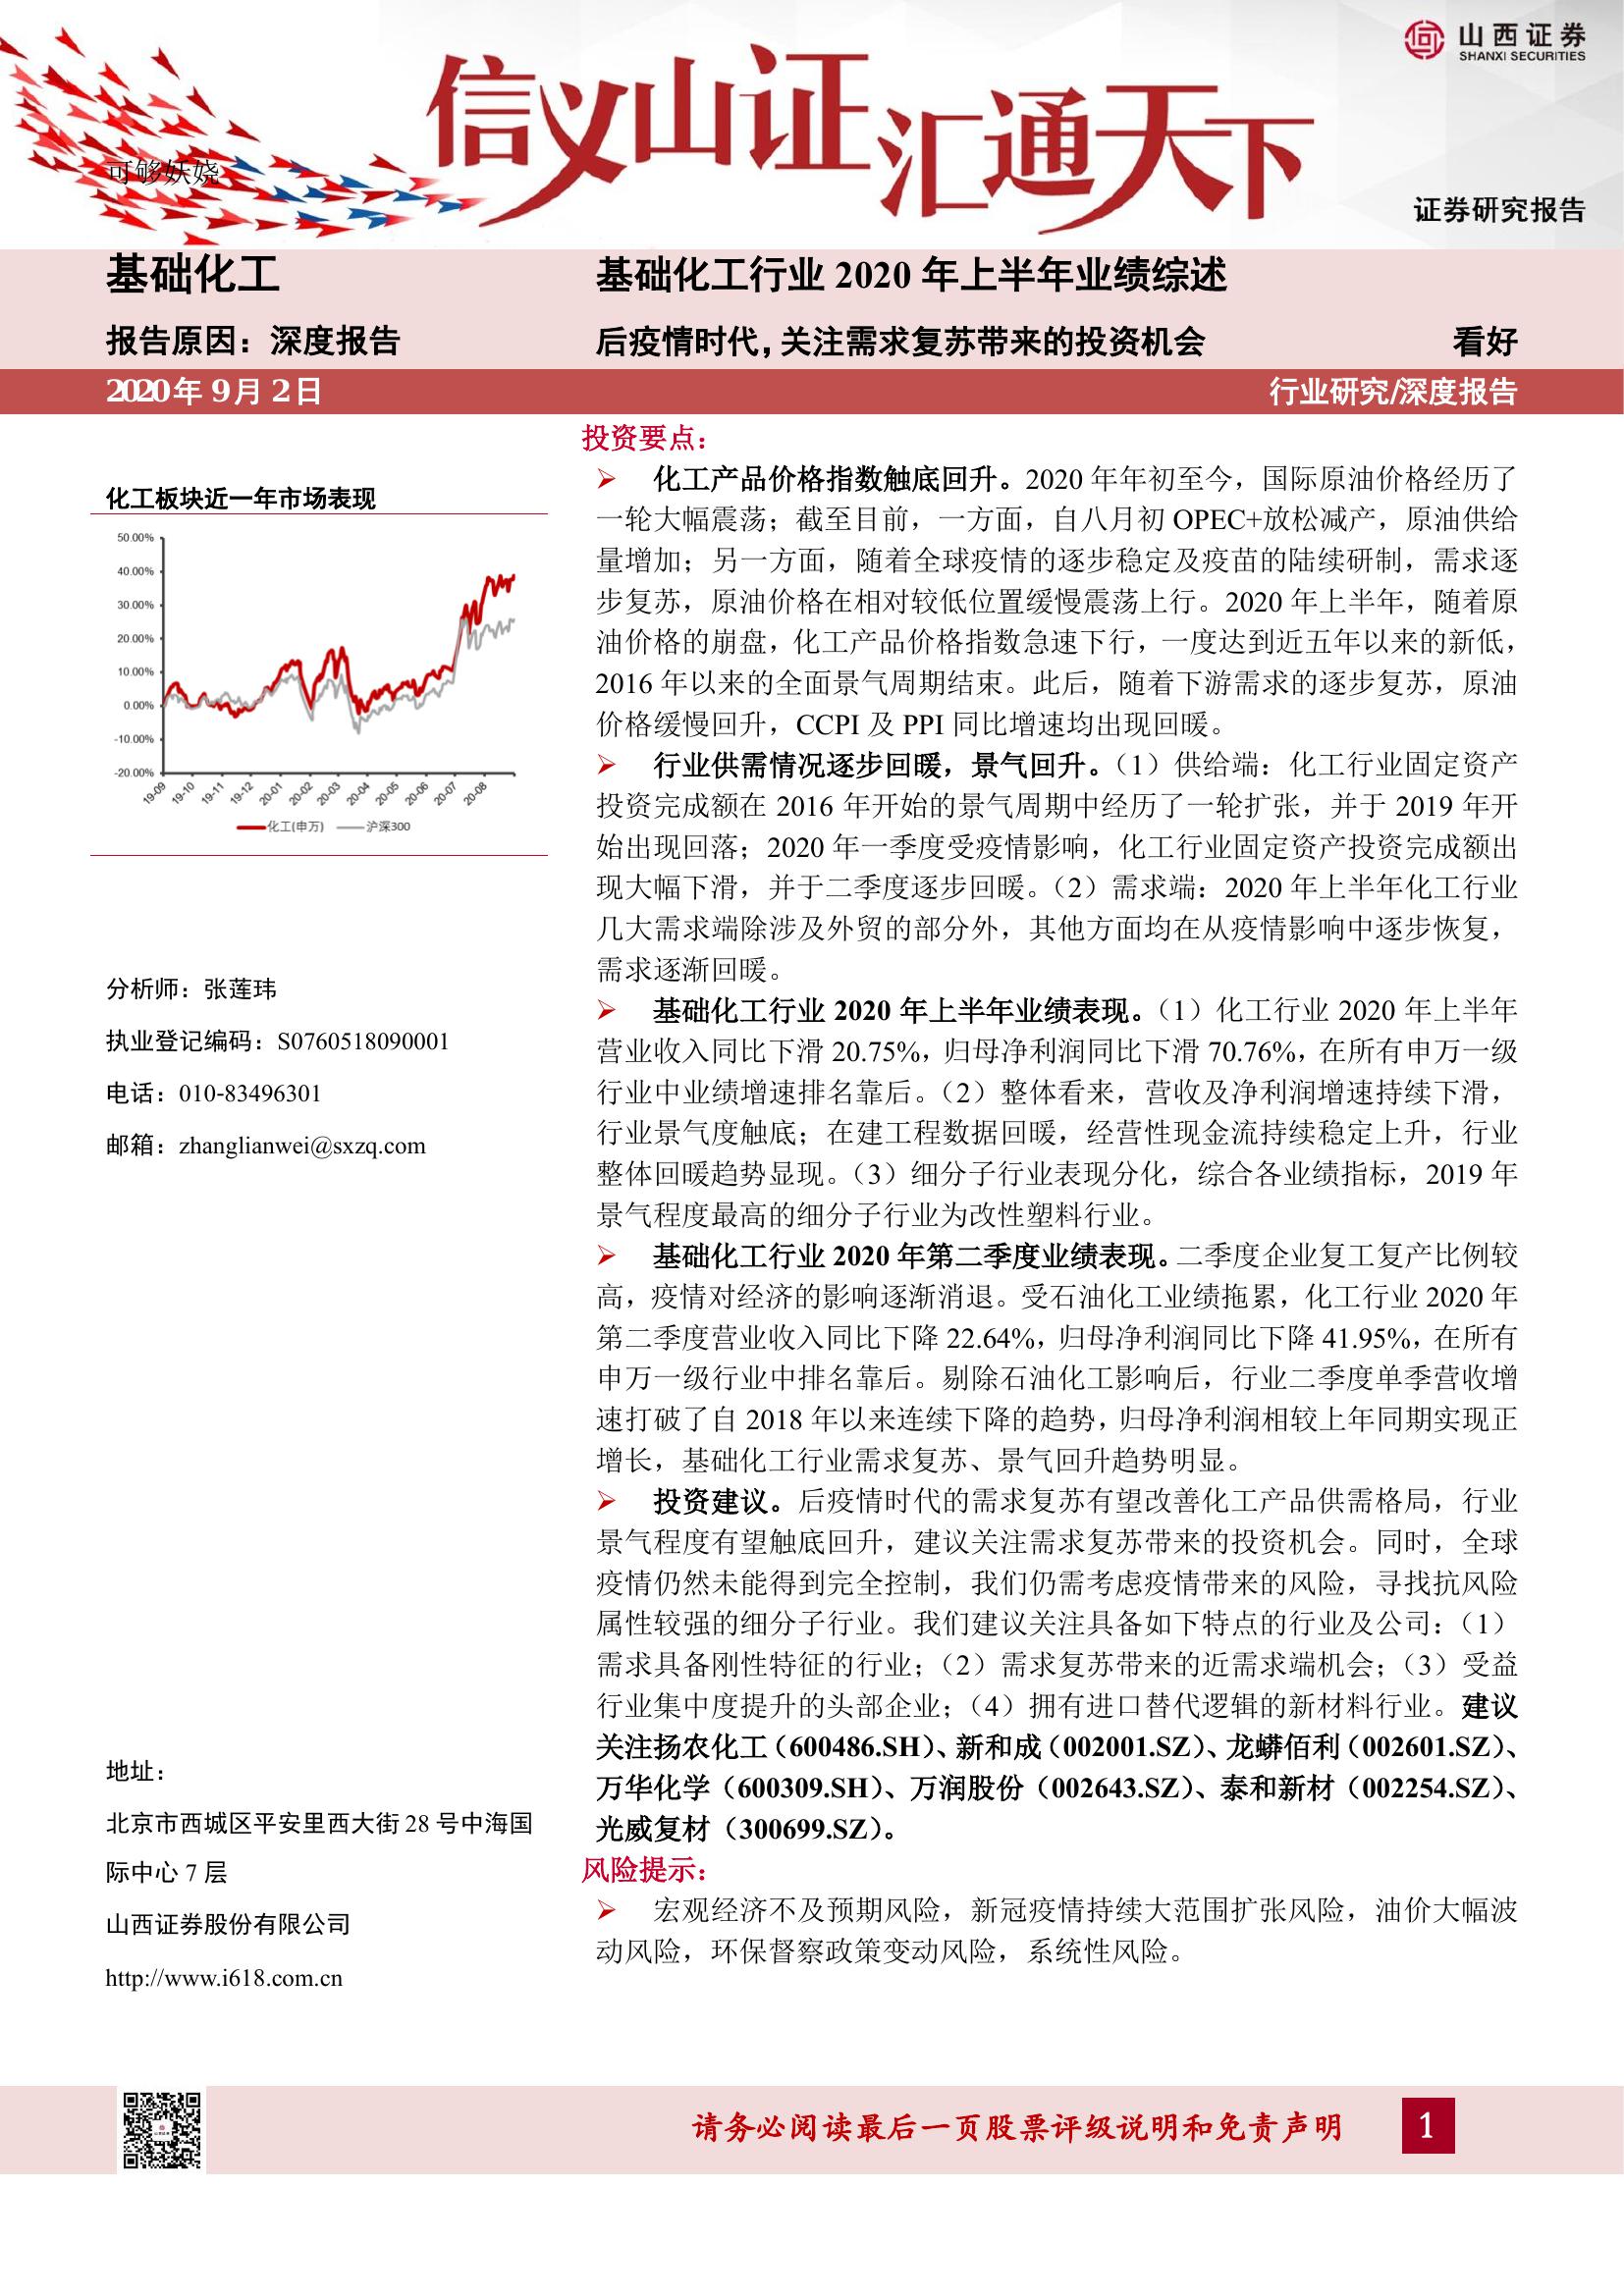 山西证券
SHANXI SECURITIES
信义山证汇通天下
可够妖娆
证券研究报告
基础化工
报告原因：深度报告
基础化工行业 2020 年上半年业绩综述
后疫情时代，关注需求复苏带来的投资机会
看好
2020年 9月 2日
行业研究/深度报告
化工板块近一年市场表现
50.00%
40.00%
30.00%
20.00%
10.00%
0.00%
-10.00%
-20.00%
19-09
19-10
19-11
19-12
20-01
20-02
20-03
20-04
20-05
20-06
20-07
20-08
化工(申万)
沪深300
分析师：张莲玮
执业登记编码：S0760518090001
电话：010-83496301
邮箱：zhanglianwei@sxzq.com
地址：
北京市西城区平安里西大街 28 号中海国
际中心 7 层
山西证券股份有限公司
http://www.i618.com.cn
投资要点：
化工产品价格指数触底回升。2020 年年初至今，国际原油价格经历了
一轮大幅震荡；截至目前，一方面，自八月初 OPEC+放松减产，原油供给
量增加；另一方面，随着全球疫情的逐步稳定及疫苗的陆续研制，需求逐
步复苏，原油价格在相对较低位置缓慢震荡上行。2020 年上半年，随着原
油价格的崩盘，化工产品价格指数急速下行，一度达到近五年以来的新低，
2016 年以来的全面景气周期结束。此后，随着下游需求的逐步复苏，原油
价格缓慢回升，CCPI 及 PPI 同比增速均出现回暖。
行业供需情况逐步回暖，景气回升。（1）供给端：化工行业固定资产
投资完成额在 2016 年开始的景气周期中经历了一轮扩张，并于 2019 年开
始出现回落；2020 年一季度受疫情影响，化工行业固定资产投资完成额出
现大幅下滑，并于二季度逐步回暖。（2）需求端：2020 年上半年化工行业
几大需求端除涉及外贸的部分外，其他方面均在从疫情影响中逐步恢复，
需求逐渐回暖。
基础化工行业 2020 年上半年业绩表现。（1）化工行业 2020 年上半年
营业收入同比下滑 20.75%，归母净利润同比下滑 70.76%，在所有申万一级
行业中业绩增速排名靠后。（2）整体看来，营收及净利润增速持续下滑，
行业景气度触底；在建工程数据回暖，经营性现金流持续稳定上升，行业
整体回暖趋势显现。（3）细分子行业表现分化，综合各业绩指标，2019 年
景气程度最高的细分子行业为改性塑料行业。
基础化工行业 2020 年第二季度业绩表现。二季度企业复工复产比例较
高，疫情对经济的影响逐渐消退。受石油化工业绩拖累，化工行业 2020 年
第二季度营业收入同比下降 22.64%，归母净利润同比下降 41.95%，在所有
申万一级行业中排名靠后。剔除石油化工影响后，行业二季度单季营收增
速打破了自 2018 年以来连续下降的趋势，归母净利润相较上年同期实现正
增长，基础化工行业需求复苏、景气回升趋势明显。
投资建议。后疫情时代的需求复苏有望改善化工产品供需格局，行业
景气程度有望触底回升，建议关注需求复苏带来的投资机会。同时，全球
疫情仍然未能得到完全控制，我们仍需考虑疫情带来的风险，寻找抗风险
属性较强的细分子行业。我们建议关注具备如下特点的行业及公司：（1）
需求具备刚性特征的行业；（2）需求复苏带来的近需求端机会；（3）受益
行业集中度提升的头部企业；（4）拥有进口替代逻辑的新材料行业。建议
关注扬农化工（600486.SH）、新和成（002001.SZ）、龙蟒佰利（002601.SZ）、
万华化学（600309.SH）、万润股份（002643.SZ）、泰和新材（002254.SZ）、
光威复材（300699.SZ）。
风险提示：
宏观经济不及预期风险，新冠疫情持续大范围扩张风险，油价大幅波
动风险，环保督察政策变动风险，系统性风险。
请务必阅读最后一页股票评级说明和免责声明
1